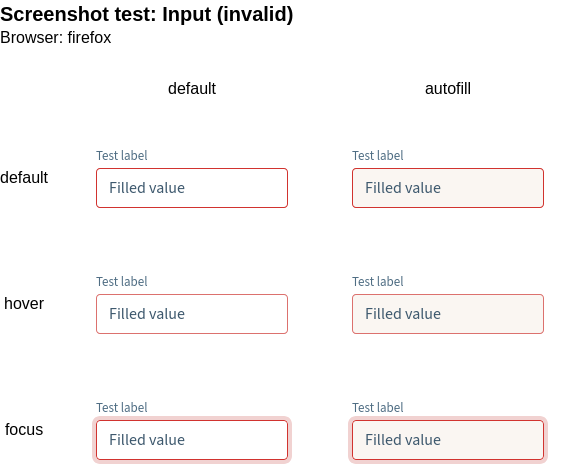 Screenshot test: Input (invalid)
Browser: firefox
default autofill
Test label Test label
default Filled value Filled value
Test label Test label
hover Filled value Filled value
Test label Test label
focus Filled value Filled value